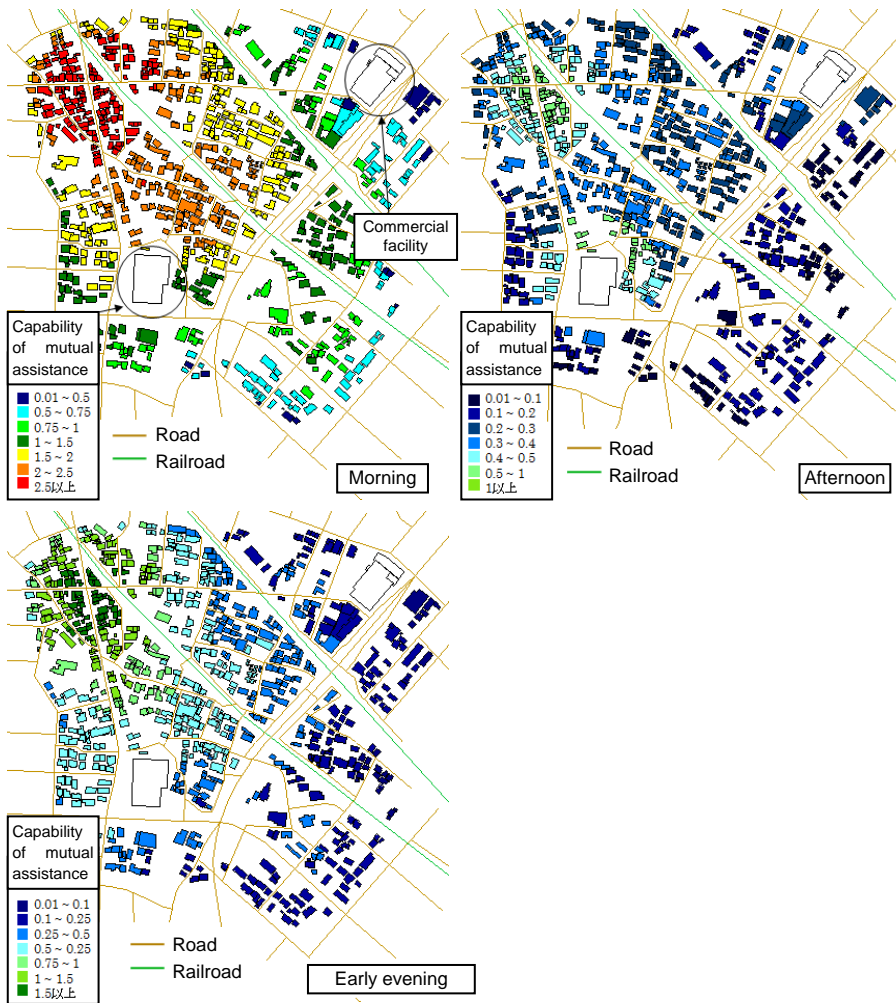 Commercial
facility
Capability
of mutual
assistance
0.01～0.5
0.5～0.75
0.75～1
1～1.5
1.5～2
2～2.5
2.5以上
Road
Railroad
Morning
Capability
of mutual
assistance
0.01～0.1
0.1～0.2
0.2～0.3
0.3～0.4
0.4～0.5
0.5～1
1以上
Road
Railroad
Afternoon
Capability
of mutual
assistance
0.01～0.1
0.1～0.25
0.25～0.5
0.5～0.25
0.75～1
1～1.5
1.5以上
Road
Railroad
Early evening